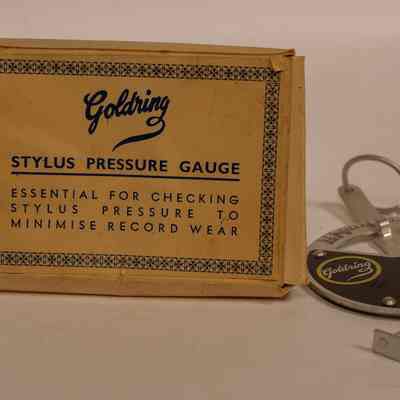 Goldring
STYLUS PRESSURE GAUGE
ESSENTIAL FOR CHECKING
STYLUS PRESSURE TO
MINIMISE RECORD WEAR
Goldring